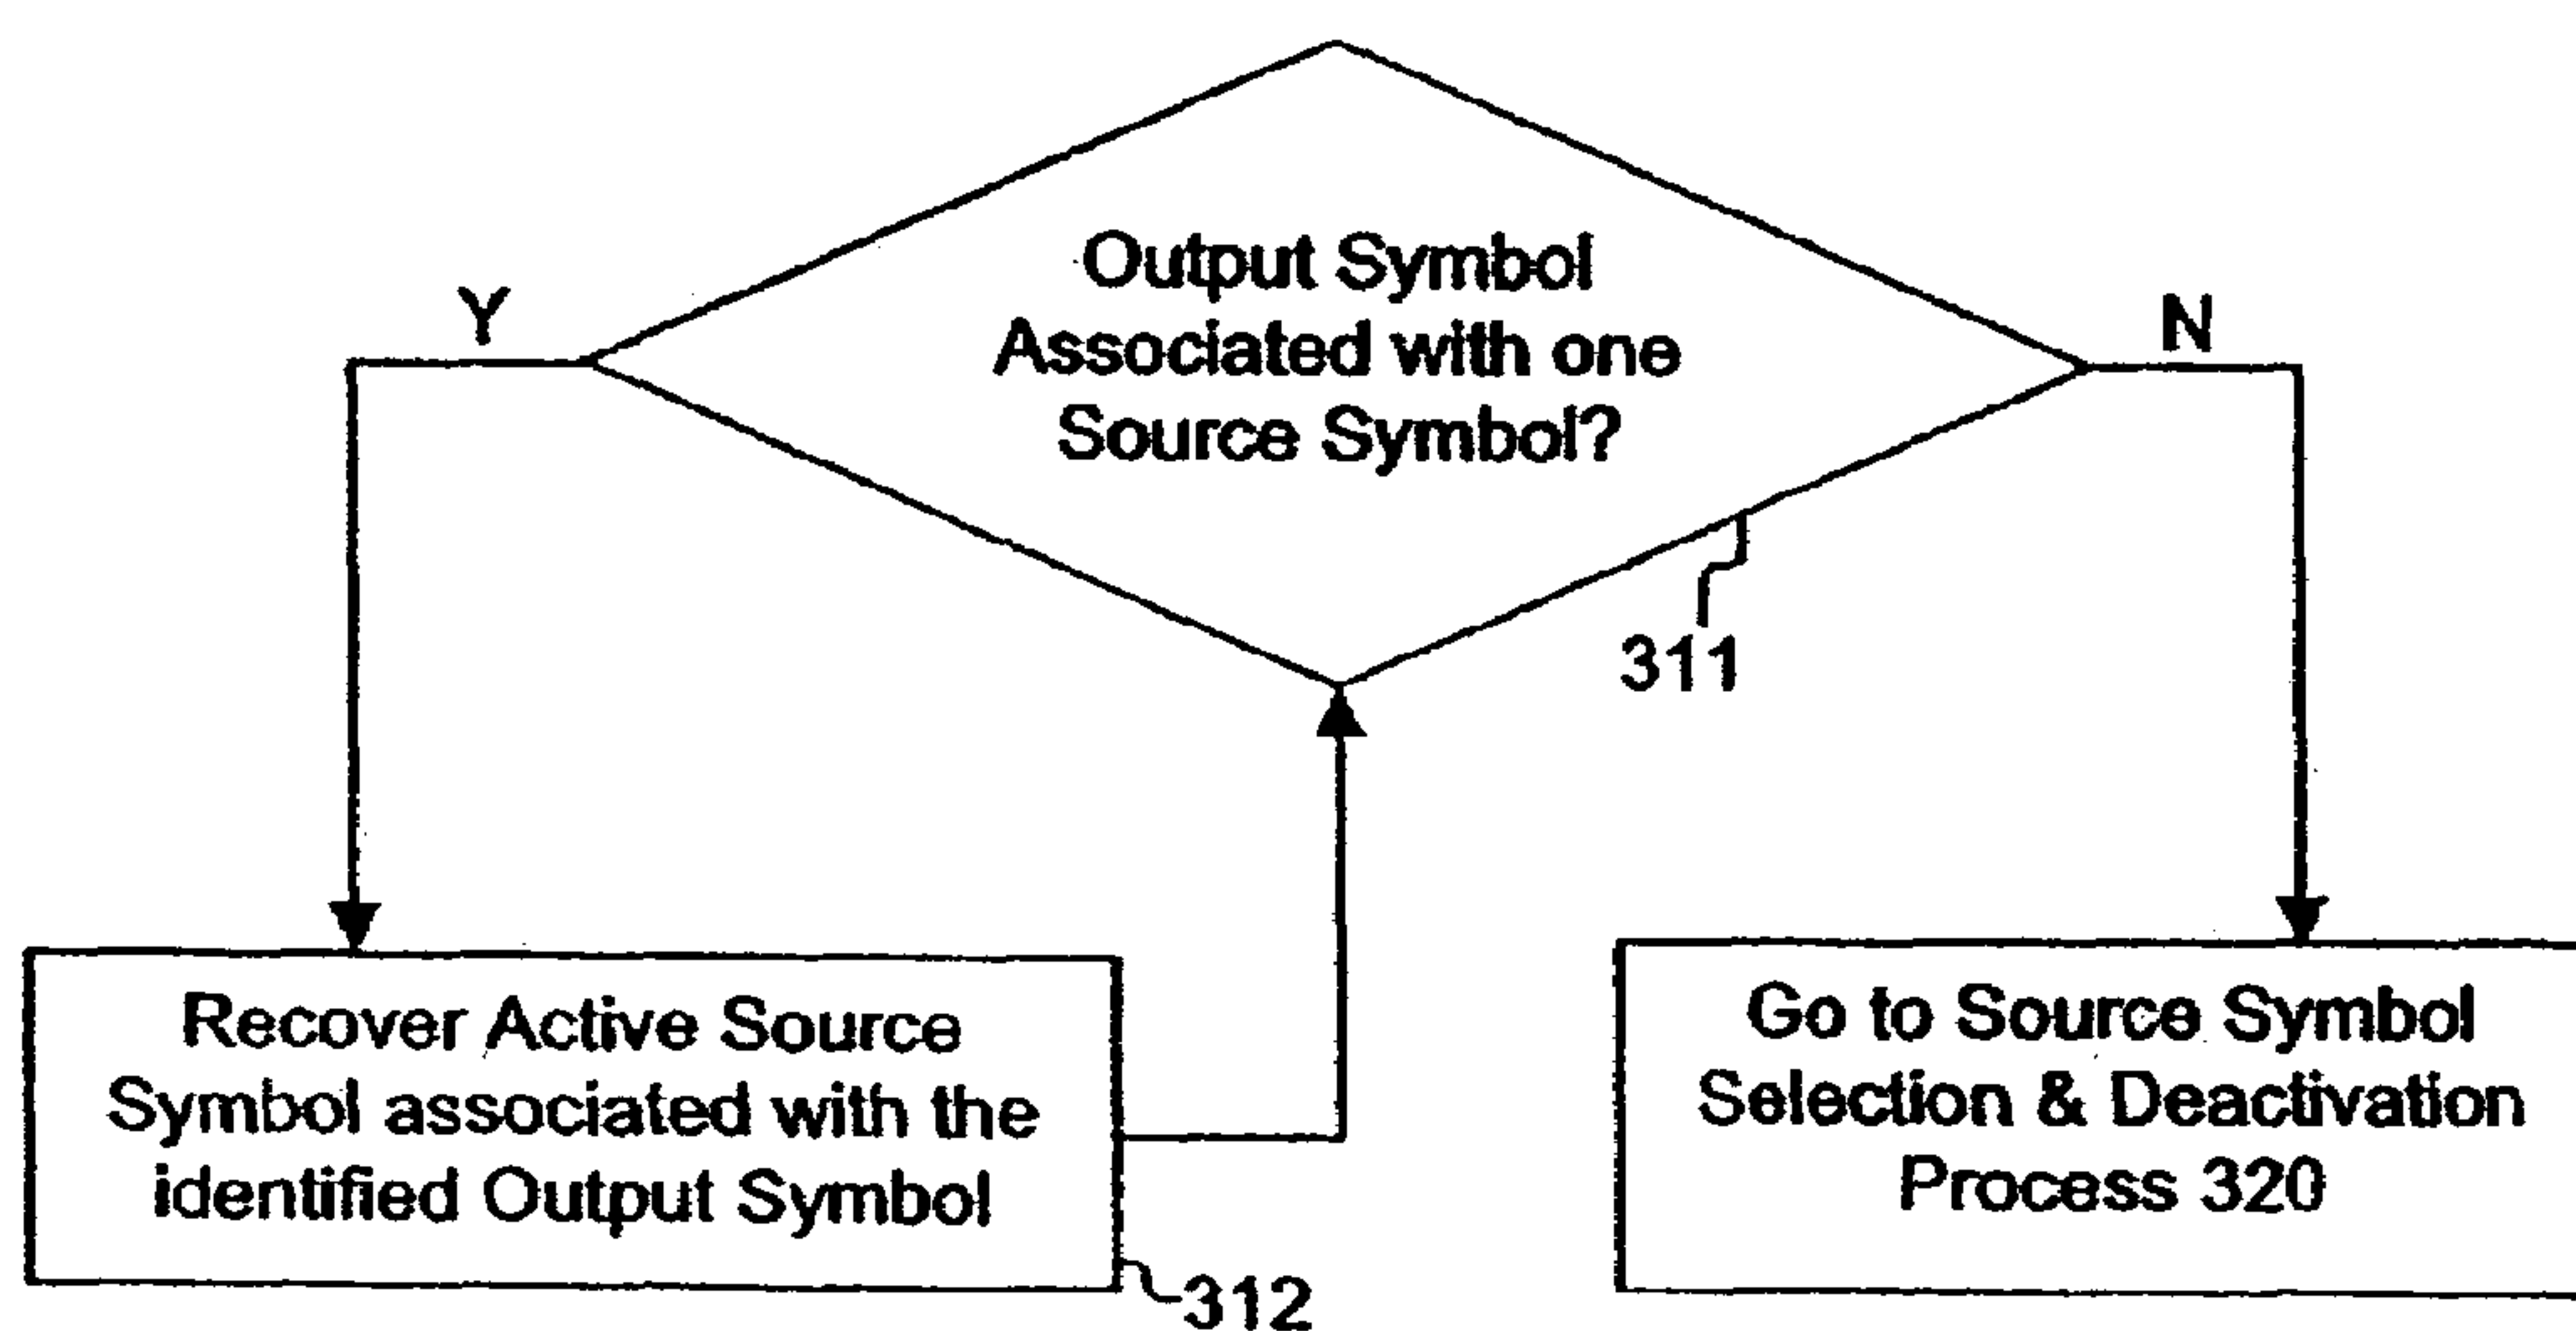 Output Symbol
Associated with one
Source Symbol?
Y
N
311
Recover Active Source
Symbol associated with the
identified Output Symbol
312
Go to Source Symbol
Selection & Deactivation
Process 320